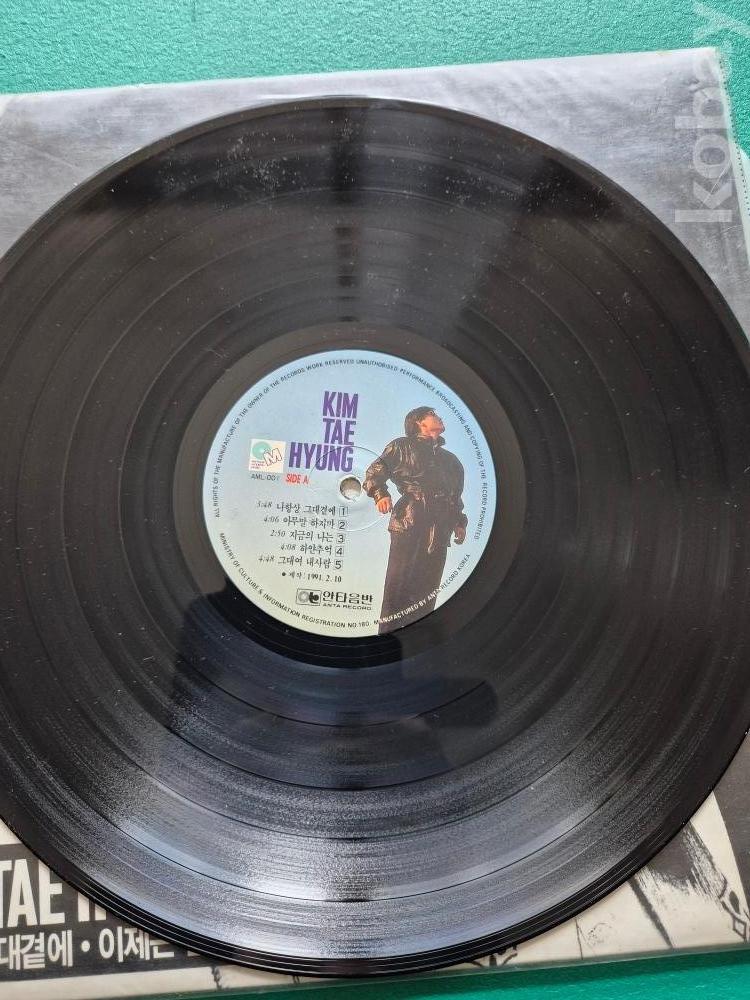 kobay
ALL RIGHTS OF THE MANUFACTURE OF THE OWNER OF THE RECORDS WORK RESERVED UNAUTHORISED PERFORMANCE BROADCASTING AND COPYING OF THE RECORD PROHIBITED
KIM
TAE
HYUNG
AML-001 SIDE A
3:48 나항상 그대곁에 1
4:06 아무말 하지마 2
2:50 지금의 나는 3
4:08 하얀추억 4
4:48 그대여 내사람 5
● 제작: 1991. 2. 10
안타음반
ANTA RECORD
MINISTRY OF CULTURE & INFORMATION REGISTRATION NO.180. MANUFACTURED BY ANTA RECORD KOREA
TAE
대곁에 • 이제는